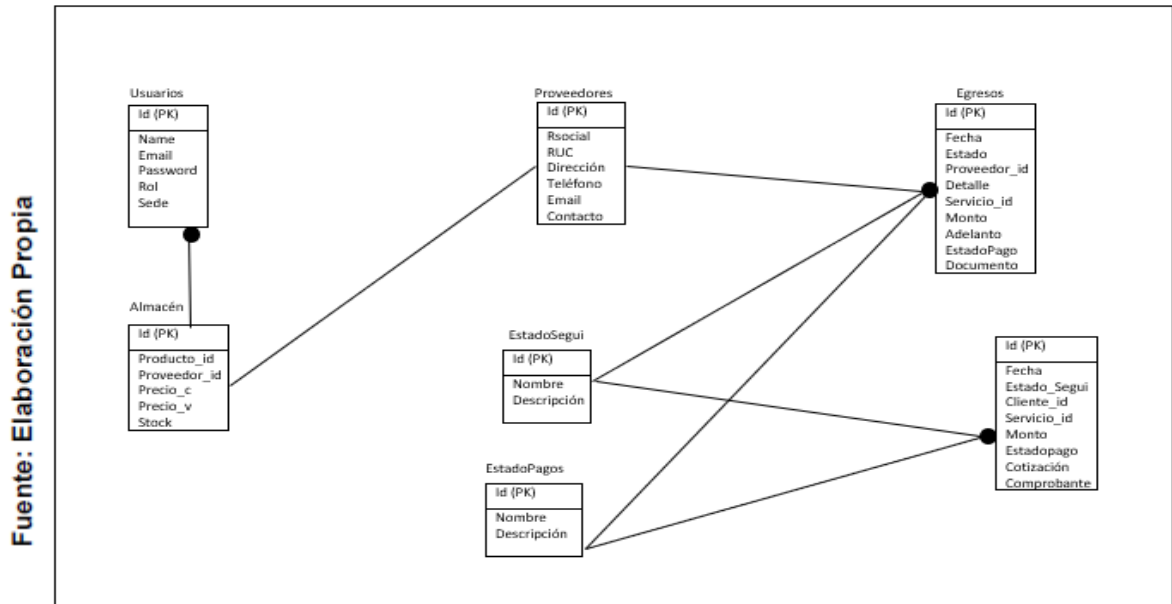 Fuente: Elaboración Propia
Usuarios
Id (PK)
Name
Email
Password
Rol
Sede
Proveedores
Id (PK)
Rsocial
RUC
Dirección
Teléfono
Email
Contacto
Egresos
Id (PK)
Fecha
Estado
Proveedor_id
Detalle
Servicio_id
Monto
Adelanto
EstadoPago
Documento
Almacén
Id (PK)
Producto_id
Proveedor_id
Precio_c
Precio_v
Stock
EstadoSegui
Id (PK)
Nombre
Descripción
Id (PK)
Fecha
Estado_Segui
Cliente_id
Servicio_id
Monto
Estadopago
Cotización
Comprobante
EstadoPagos
Id (PK)
Nombre
Descripción